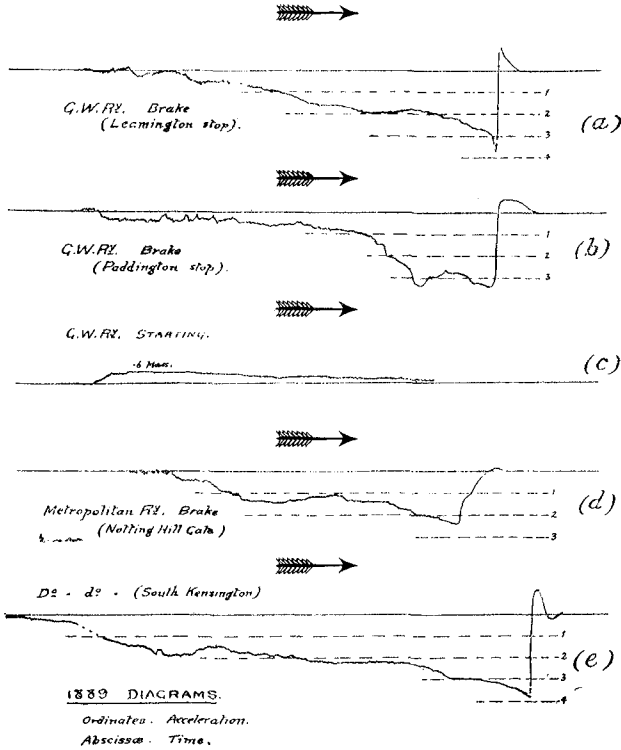 1
G.W.Rʸ. Brake
2
(Leamington stop).
3
(a)
4
1
G.W.Rʸ. Brake
(b)
2
(Paddington stop).
3
G.W.Rʸ. STARTING.
·6 Max.
(c)
1
Metropolitan Rʸ. Brake
2
(d)
(Notting Hill Gate)
3
Dº - dº - (South Kensington)
1
2
(e)
3
1889 DIAGRAMS.
4
Ordinates. Acceleration.
Abscissæ. Time.